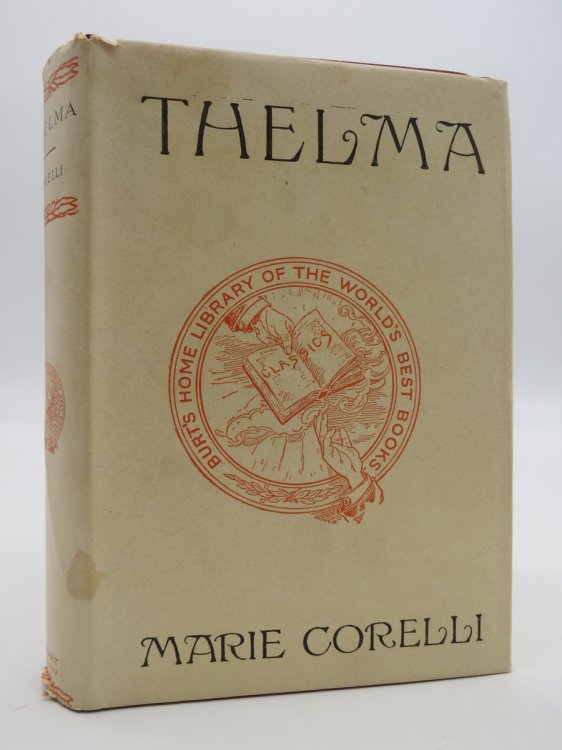 THELMA
BURT'S HOME LIBRARY OF THE WORLD'S BEST BOOKS
CLASSICS
MARIE CORELLI